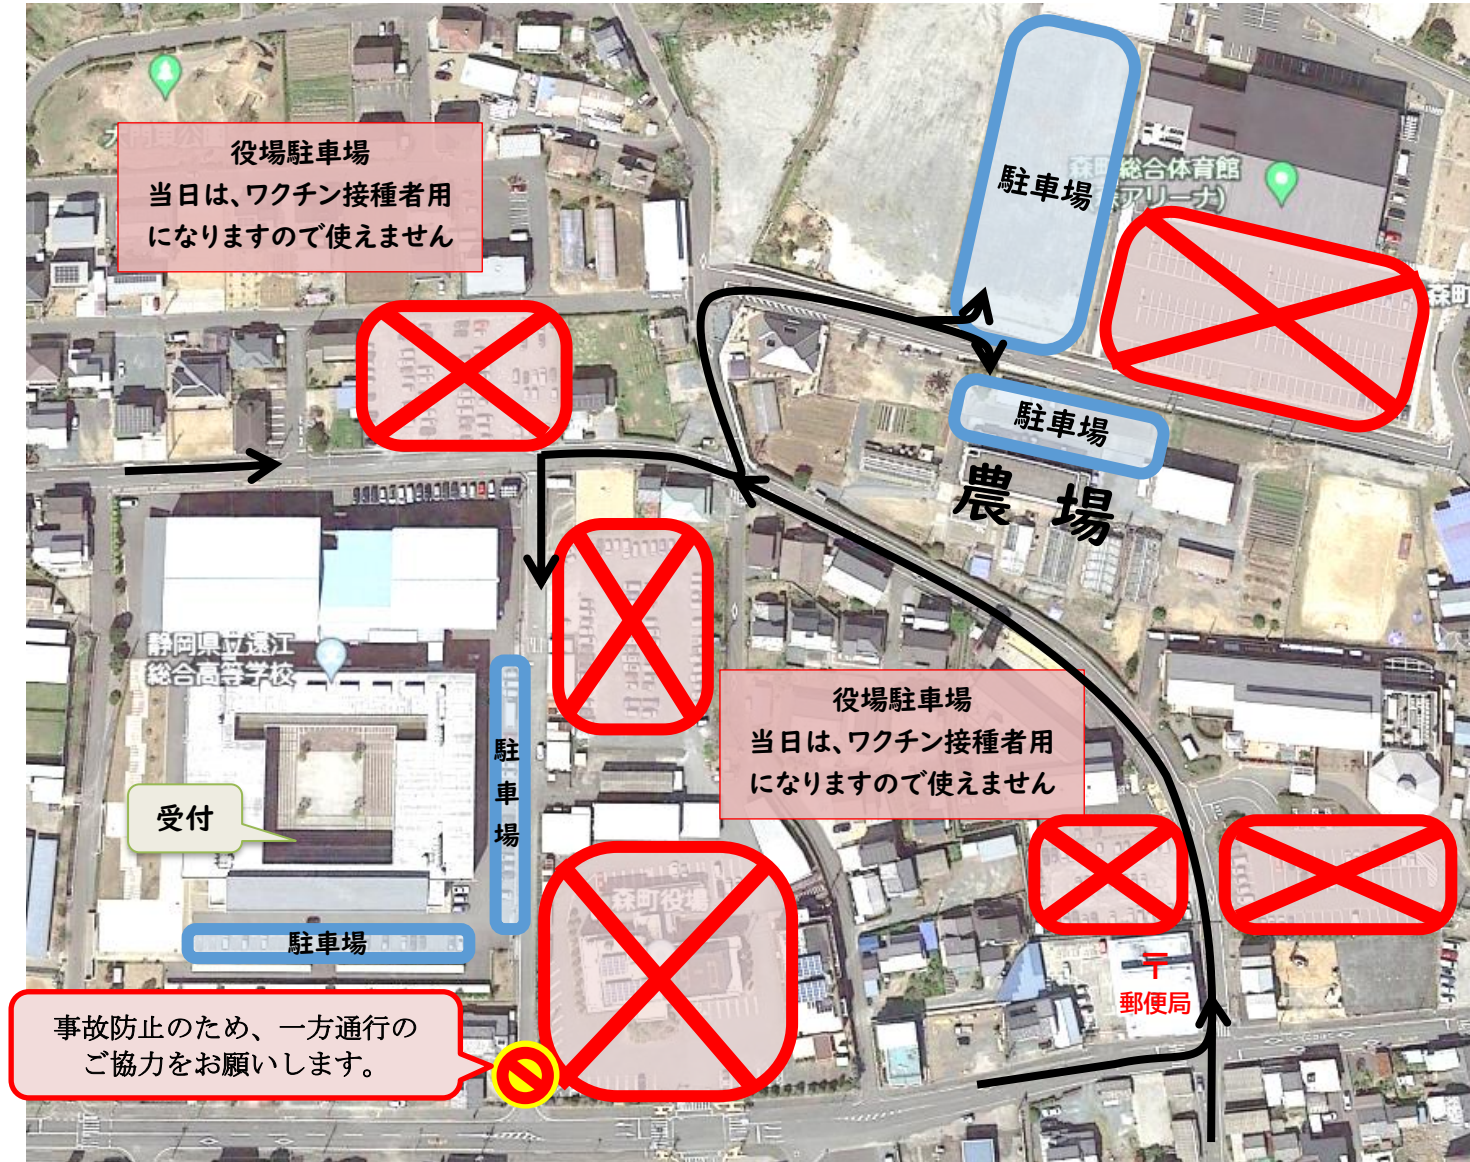 役場駐車場
当日は、ワクチン接種者用
になりますので使えません
駐車場
森町総合体育館
森アリーナ)
森町
駐車場
農 場
静岡県立遠江
総合高等学校
役場駐車場
当日は、ワクチン接種者用
になりますので使えません
駐車場
受付
森町役場
駐車場
〒
郵便局
事故防止のため、一方通行の
ご協力をお願いします。